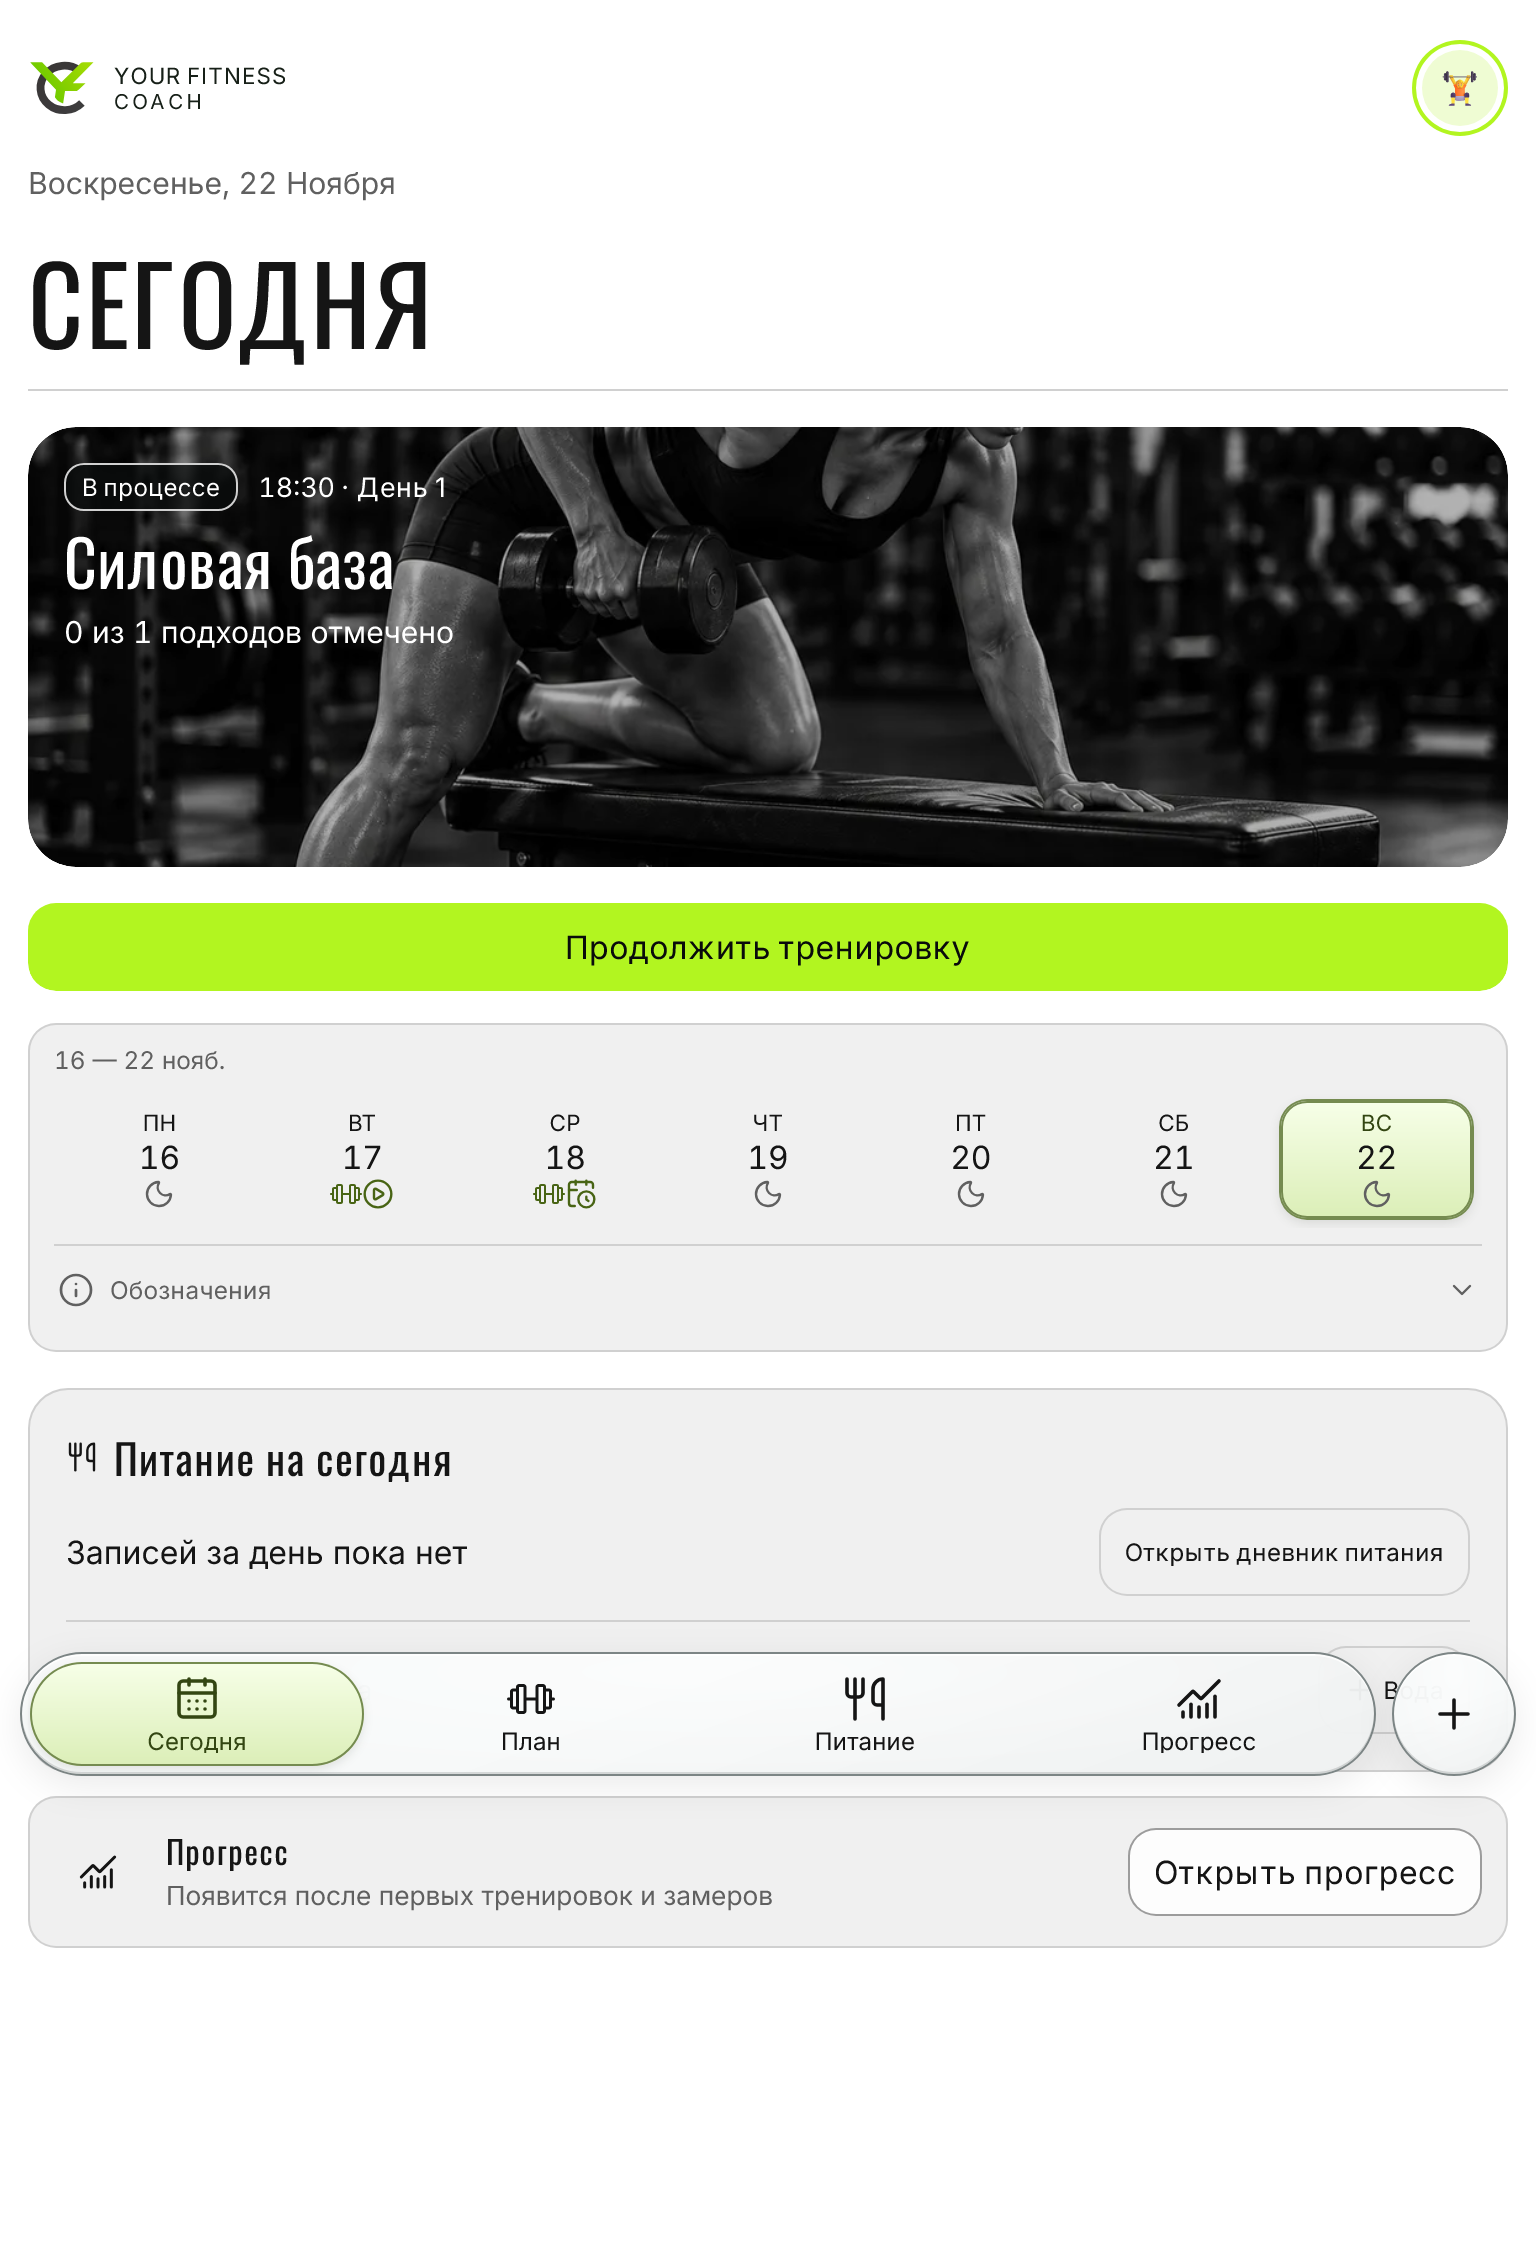 YOUR FITNESS
COACH
Воскресенье, 22 Ноября
СЕГОДНЯ
В процессе 18:30 · День 1
Силовая база
0 из 1 подходов отмечено
Продолжить тренировку
16 — 22 нояб.
ПН ВТ СР ЧТ ПТ СБ ВС
16 17 18 19 20 21 22
Обозначения
Питание на сегодня
Записей за день пока нет Открыть дневник питания
+ Вода
Сегодня План Питание Прогресс +
Прогресс
Появится после первых тренировок и замеров
Открыть прогресс